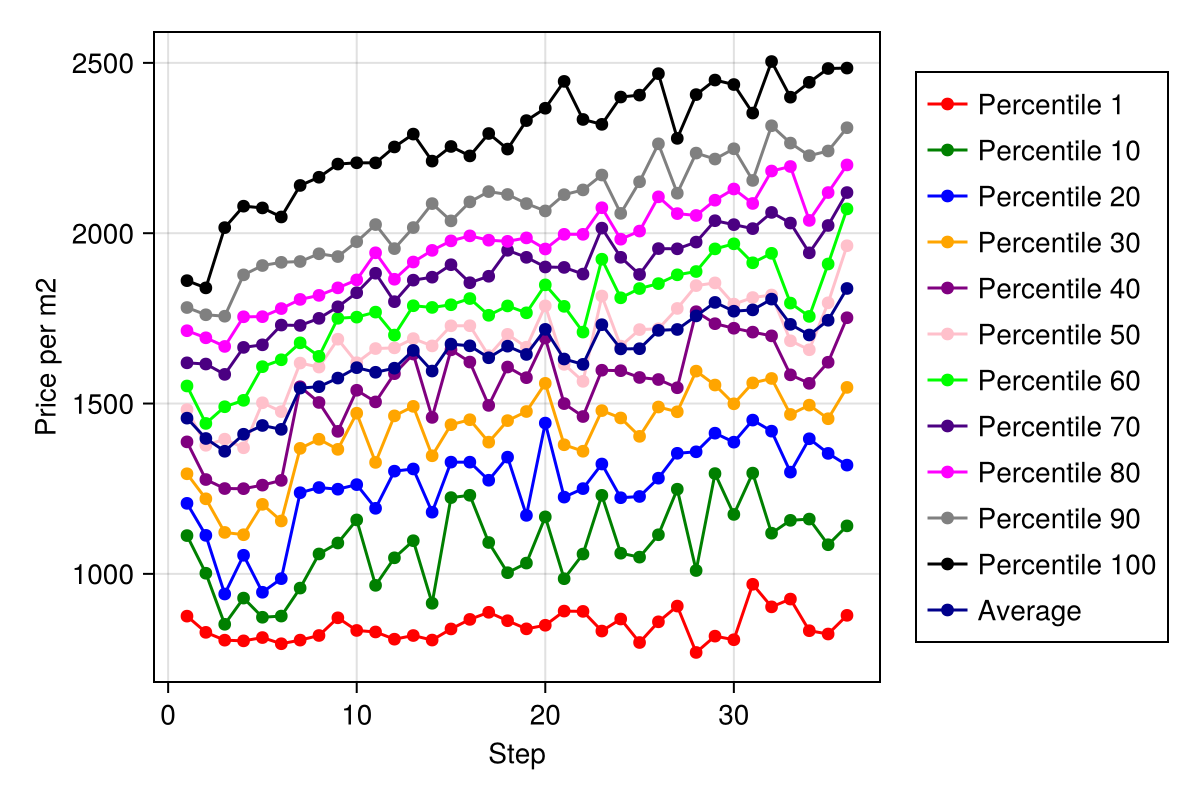 2500
2000
1500
1000
Price per m2
0 10 20 30
Step
Percentile 1
Percentile 10
Percentile 20
Percentile 30
Percentile 40
Percentile 50
Percentile 60
Percentile 70
Percentile 80
Percentile 90
Percentile 100
Average